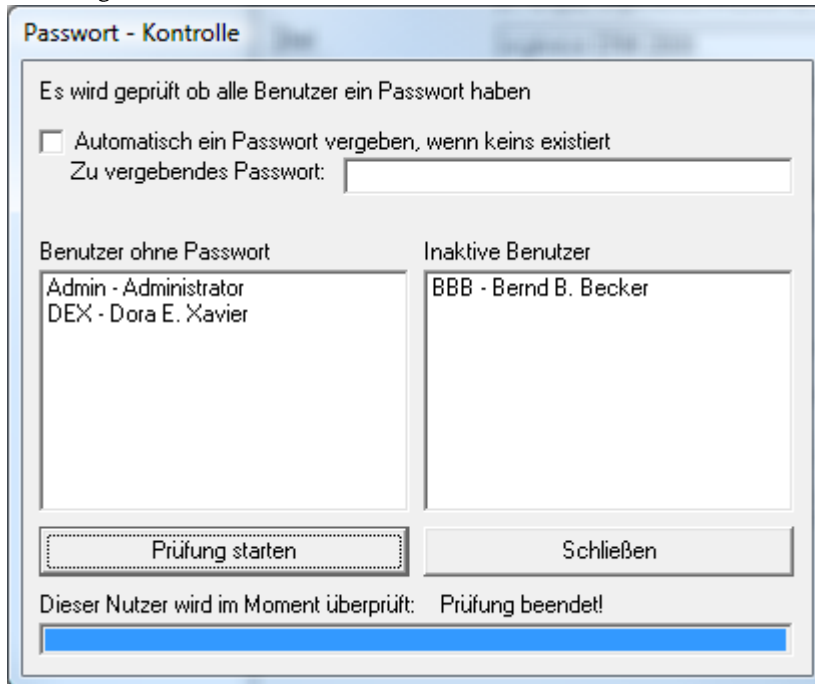 Passwort - Kontrolle
Es wird geprüft ob alle Benutzer ein Passwort haben
Automatisch ein Passwort vergeben, wenn keins existiert
Zu vergebendes Passwort:
Benutzer ohne Passwort
Admin - Administrator
DEX - Dora E. Xavier
Inaktive Benutzer
BBB - Bernd B. Becker
Prüfung starten
Schließen
Dieser Nutzer wird im Moment überprüft: Prüfung beendet!